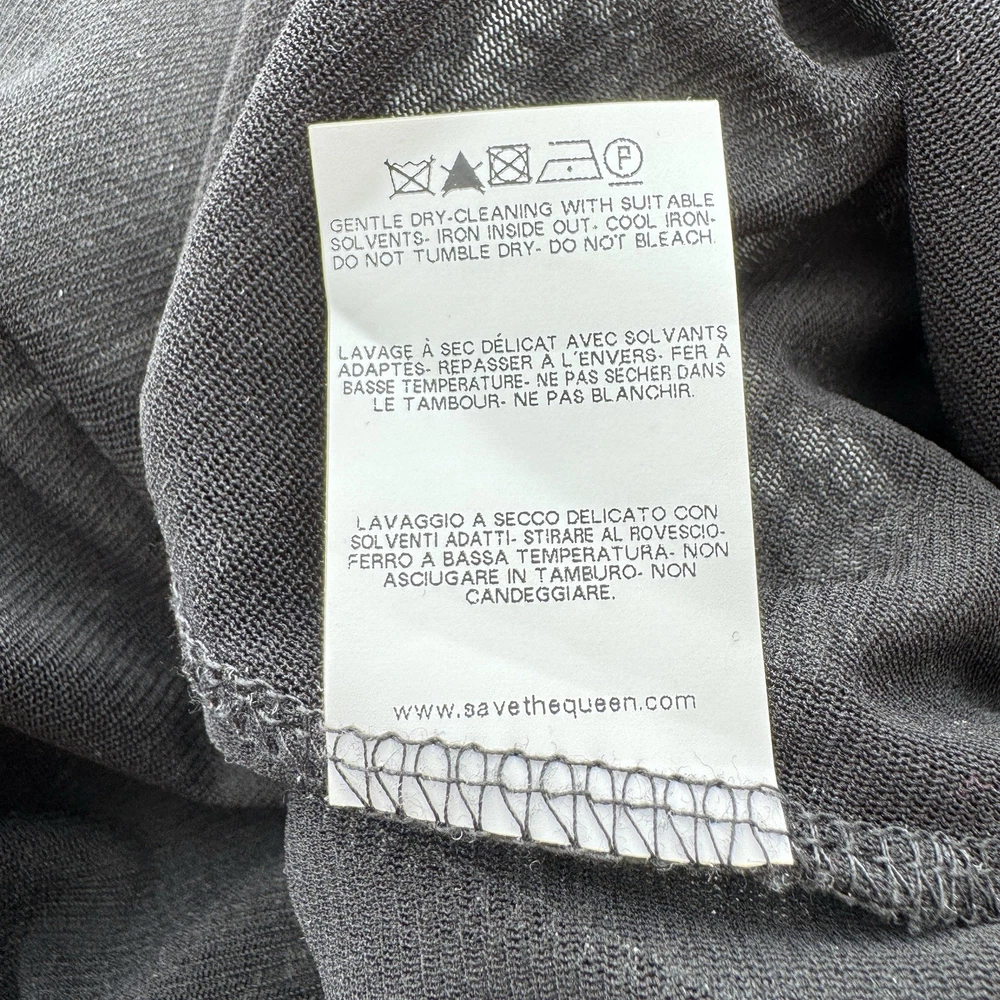 F
GENTLE DRY-CLEANING WITH SUITABLE
SOLVENTS- IRON INSIDE OUT. COOL IRON-
DO NOT TUMBLE DRY- DO NOT BLEACH.
LAVAGE À SEC DÉLICAT AVEC SOLVANTS
ADAPTES- REPASSER À L'ENVERS- FER À
BASSE TEMPERATURE- NE PAS SÉCHER DANS
LE TAMBOUR- NE PAS BLANCHIR.
LAVAGGIO A SECCO DELICATO CON
SOLVENTI ADATTI- STIRARE AL ROVESCIO-
FERRO A BASSA TEMPERATURA- NON
ASCIUGARE IN TAMBURO- NON
CANDEGGIARE.
www.savethequeen.com